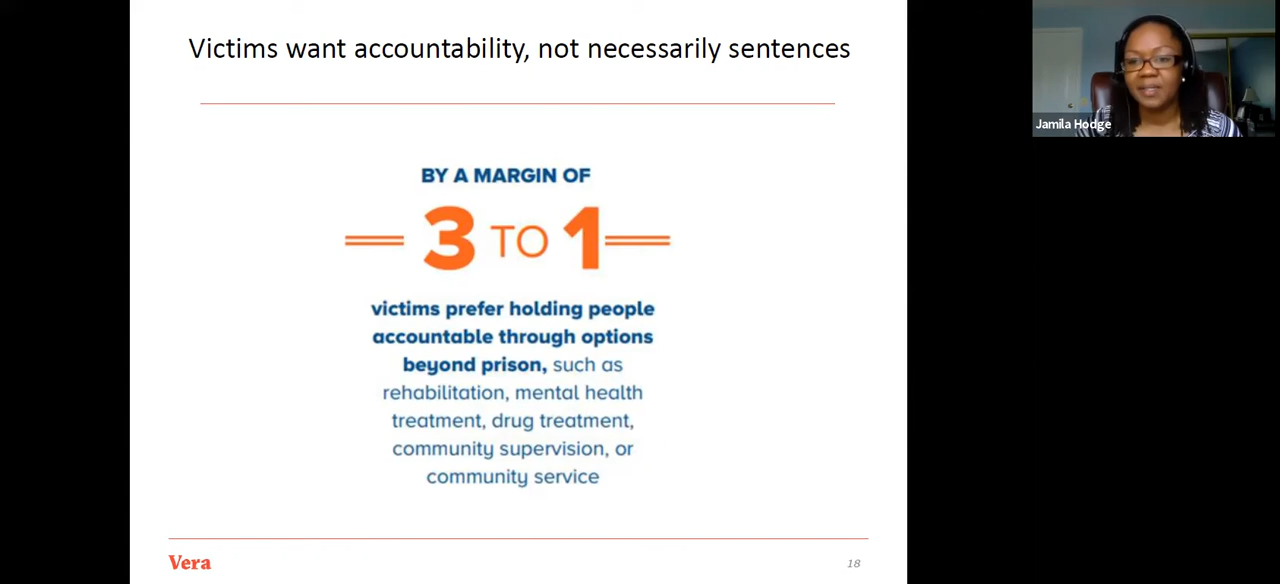 Victims want accountability, not necessarily sentences
BY A MARGIN OF
3 TO 1
victims prefer holding people
accountable through options
beyond prison, such as
rehabilitation, mental health
treatment, drug treatment,
community supervision, or
community service
Vera
18
Jamila Hodge